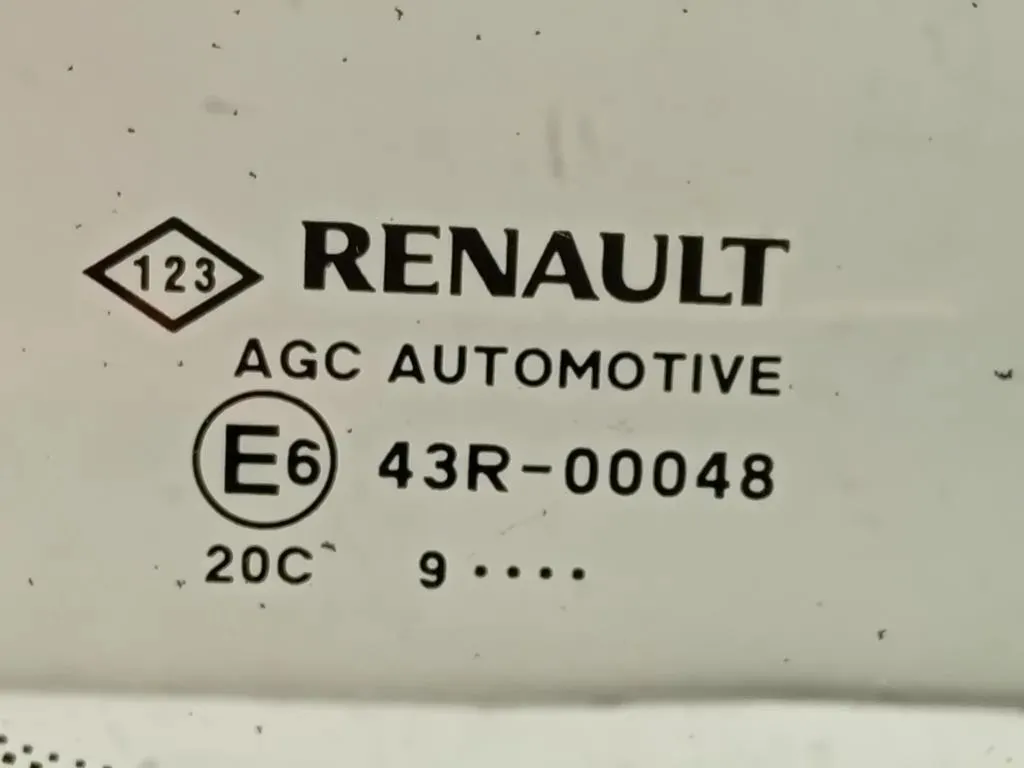 123 RENAULT
AGC AUTOMOTIVE
E6 43R-00048
20C 9 ····